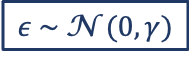 ϵ ~ 𝒩(0, γ)